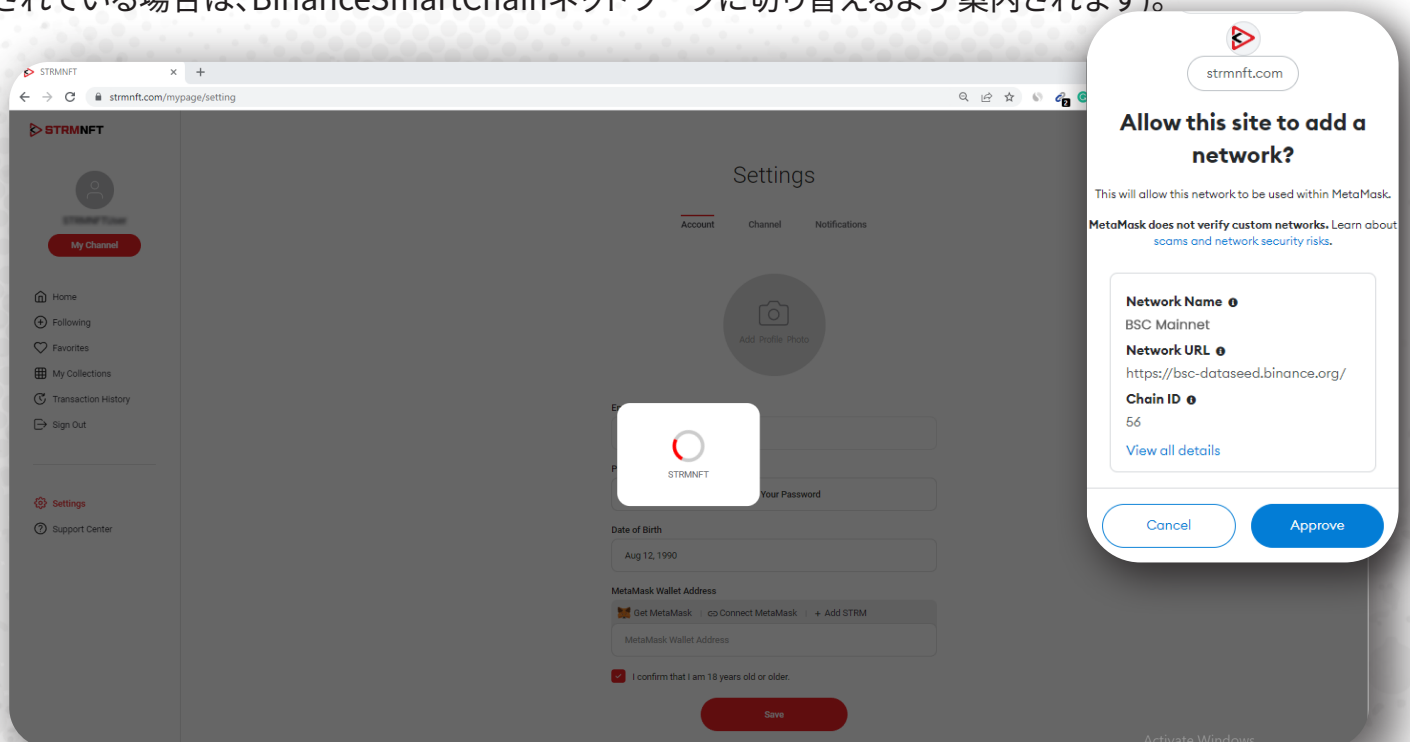 されている場合は、BinanceSmartChainネットワークに切り替えるよう案内されます)。
STRMNFT
strmnft.com/mypage/setting
2
STRMNFT
My Channel
Home
Following
Favorites
My Collections
Transaction History
Sign Out
Settings
Support Center
Settings
Account Channel Notifications
Add Profile Photo
STRMNFT
Your Password
Date of Birth
Aug 12, 1990
MetaMask Wallet Address
Get MetaMask Connect MetaMask + Add STRM
MetaMask Wallet Address
I confirm that I am 18 years old or older.
Save
strmnft.com
Allow this site to add a
network?
This will allow this network to be used within MetaMask.
MetaMask does not verify custom networks. Learn about
scams and network security risks.
Network Name
BSC Mainnet
Network URL
https://bsc-dataseed.binance.org/
Chain ID
56
View all details
Cancel Approve
Activate Windows